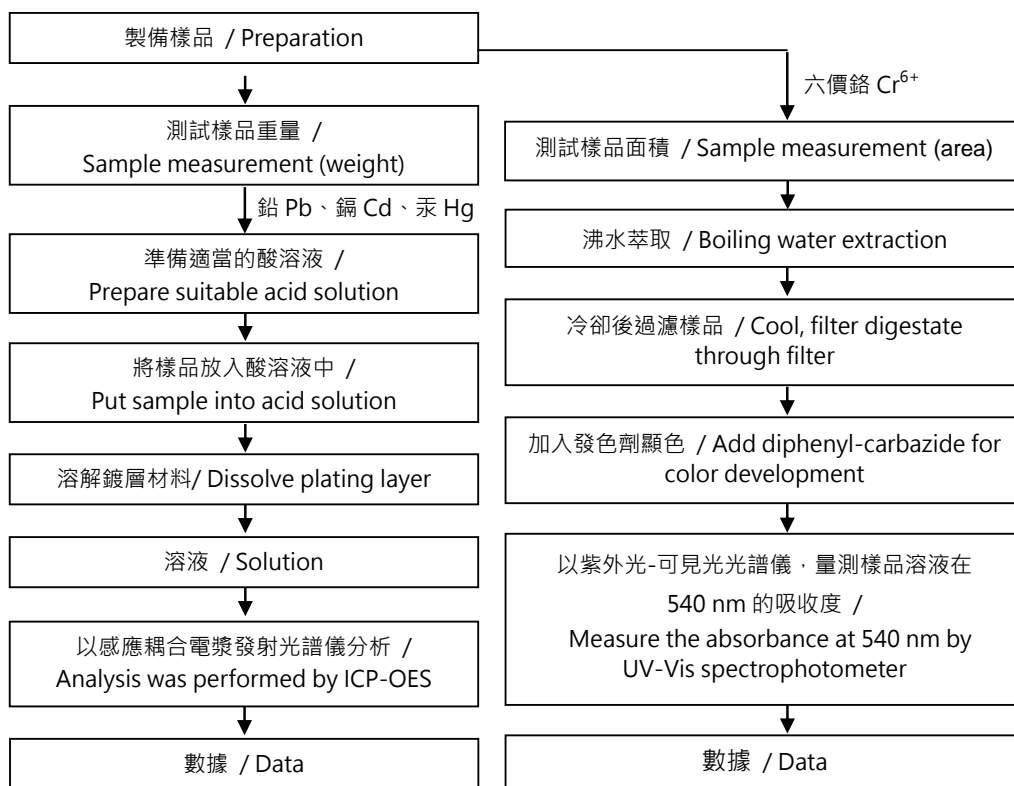 製備樣品 / Preparation
測試樣品重量 /
Sample measurement (weight)
鉛 Pb、鎘 Cd、汞 Hg
準備適當的酸溶液 /
Prepare suitable acid solution
將樣品放入酸溶液中 /
Put sample into acid solution
溶解鍍層材料/ Dissolve plating layer
溶液 / Solution
以感應耦合電漿發射光譜儀分析 /
Analysis was performed by ICP-OES
數據 / Data
六價鉻 Cr⁶⁺
測試樣品面積 / Sample measurement (area)
沸水萃取 / Boiling water extraction
冷卻後過濾樣品 / Cool, filter digestate
through filter
加入發色劑顯色 / Add diphenyl-carbazide for
color development
以紫外光-可見光光譜儀，量測樣品溶液在
540 nm 的吸收度 /
Measure the absorbance at 540 nm by
UV-Vis spectrophotometer
數據 / Data